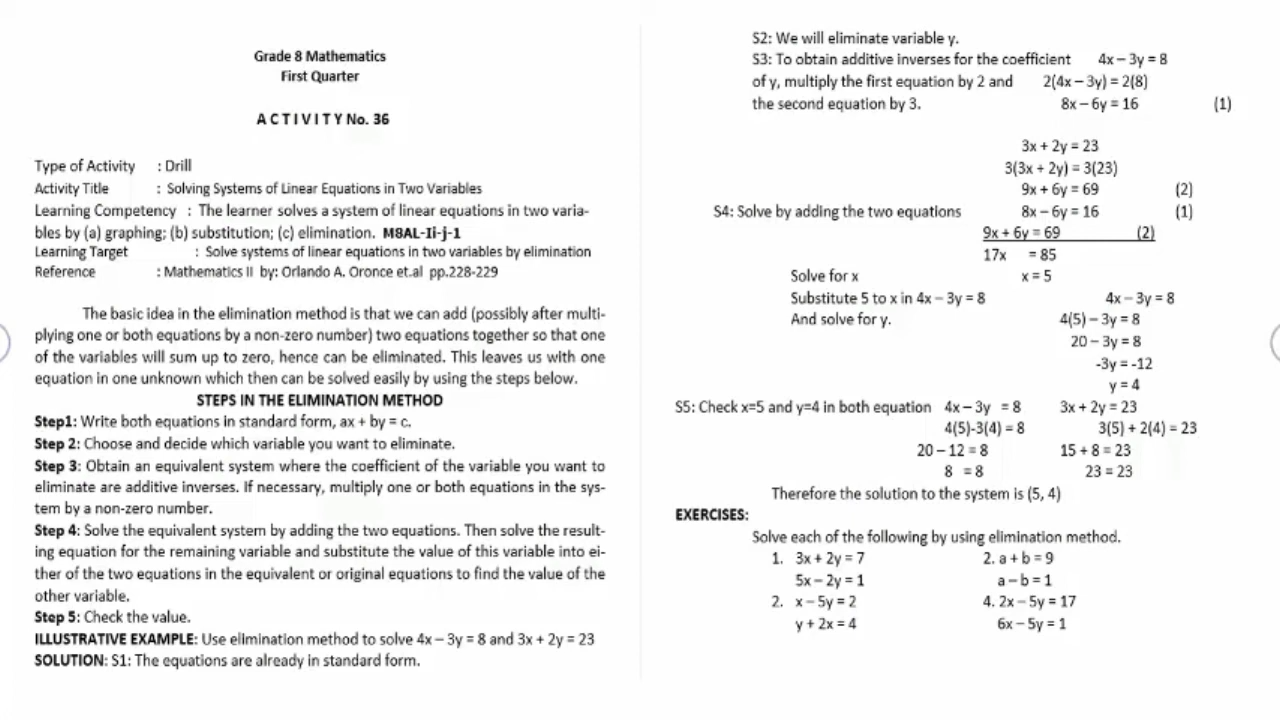 Grade 8 Mathematics
First Quarter
A C T I V I T Y No. 36
Type of Activity : Drill
Activity Title : Solving Systems of Linear Equations in Two Variables
Learning Competency : The learner solves a system of linear equations in two varia-
bles by (a) graphing; (b) substitution; (c) elimination. M8AL-Ii-j-1
Learning Target : Solve systems of linear equations in two variables by elimination
Reference : Mathematics II by: Orlando A. Oronce et.al pp.228-229
The basic idea in the elimination method is that we can add (possibly after multi-
plying one or both equations by a non-zero number) two equations together so that one
of the variables will sum up to zero, hence can be eliminated. This leaves us with one
equation in one unknown which then can be solved easily by using the steps below.
STEPS IN THE ELIMINATION METHOD
Step1: Write both equations in standard form, ax + by = c.
Step 2: Choose and decide which variable you want to eliminate.
Step 3: Obtain an equivalent system where the coefficient of the variable you want to
eliminate are additive inverses. If necessary, multiply one or both equations in the sys-
tem by a non-zero number.
Step 4: Solve the equivalent system by adding the two equations. Then solve the result-
ing equation for the remaining variable and substitute the value of this variable into ei-
ther of the two equations in the equivalent or original equations to find the value of the
other variable.
Step 5: Check the value.
ILLUSTRATIVE EXAMPLE: Use elimination method to solve 4x – 3y = 8 and 3x + 2y = 23
SOLUTION: S1: The equations are already in standard form.
S2: We will eliminate variable y.
S3: To obtain additive inverses for the coefficient 4x – 3y = 8
of y, multiply the first equation by 2 and 2(4x – 3y) = 2(8)
the second equation by 3. 8x – 6y = 16 (1)
3x + 2y = 23
3(3x + 2y) = 3(23)
9x + 6y = 69 (2)
S4: Solve by adding the two equations 8x – 6y = 16 (1)
9x + 6y = 69 (2)
17x = 85
Solve for x x = 5
Substitute 5 to x in 4x – 3y = 8 4x – 3y = 8
And solve for y. 4(5) – 3y = 8
20 – 3y = 8
-3y = -12
y = 4
S5: Check x=5 and y=4 in both equation 4x – 3y = 8 3x + 2y = 23
4(5)-3(4) = 8 3(5) + 2(4) = 23
20 – 12 = 8 15 + 8 = 23
8 = 8 23 = 23
Therefore the solution to the system is (5, 4)
EXERCISES:
Solve each of the following by using elimination method.
1. 3x + 2y = 7 2. a + b = 9
5x – 2y = 1 a – b = 1
2. x – 5y = 2 4. 2x – 5y = 17
y + 2x = 4 6x – 5y = 1